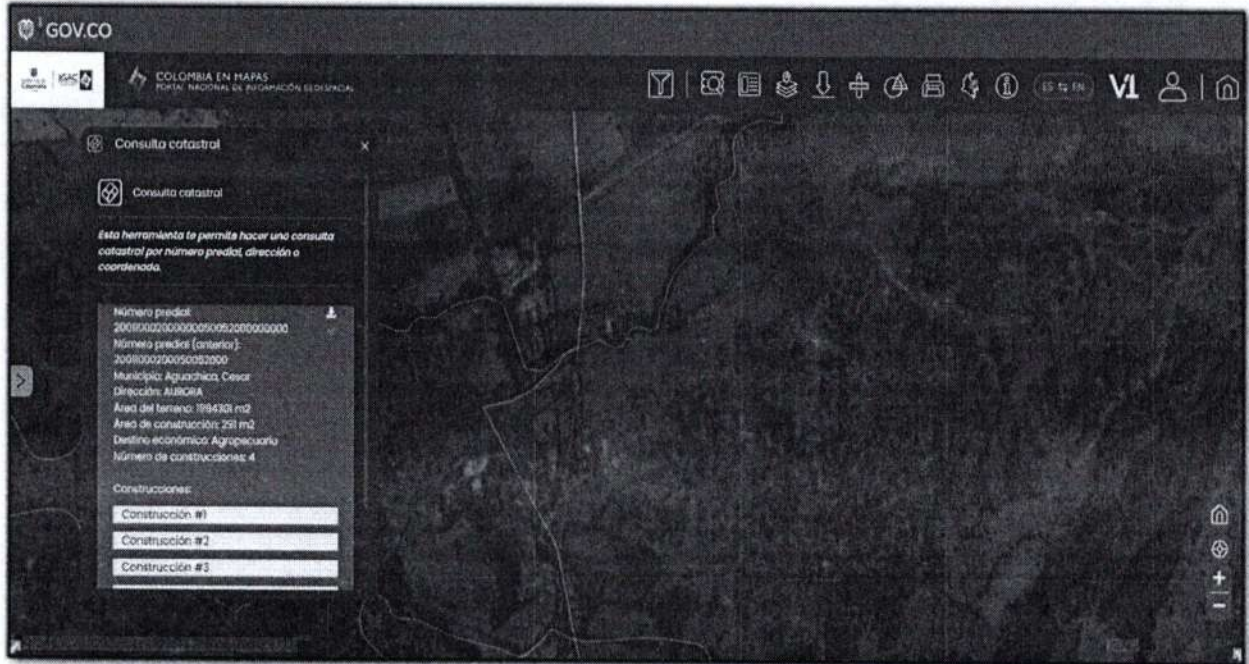 GOV.CO
IGAC
COLOMBIA EN MAPAS
PORTAL NACIONAL DE INFORMACIÓN GEOESPACIAL
ES EN
V1
Consulta catastral
Consulta catastral
Esta herramienta te permite hacer una consulta
catastral por número predial, dirección o
coordenada.
Número predial:
Número predial (anterior):
Municipio: Aguachica, Cesar
Dirección: AURORA
Área del terreno: 1984301 m2
Área de construcción: 291 m2
Destino económico: Agropecuario
Número de construcciones: 4
Construcciones:
Construcción #1
Construcción #2
Construcción #3